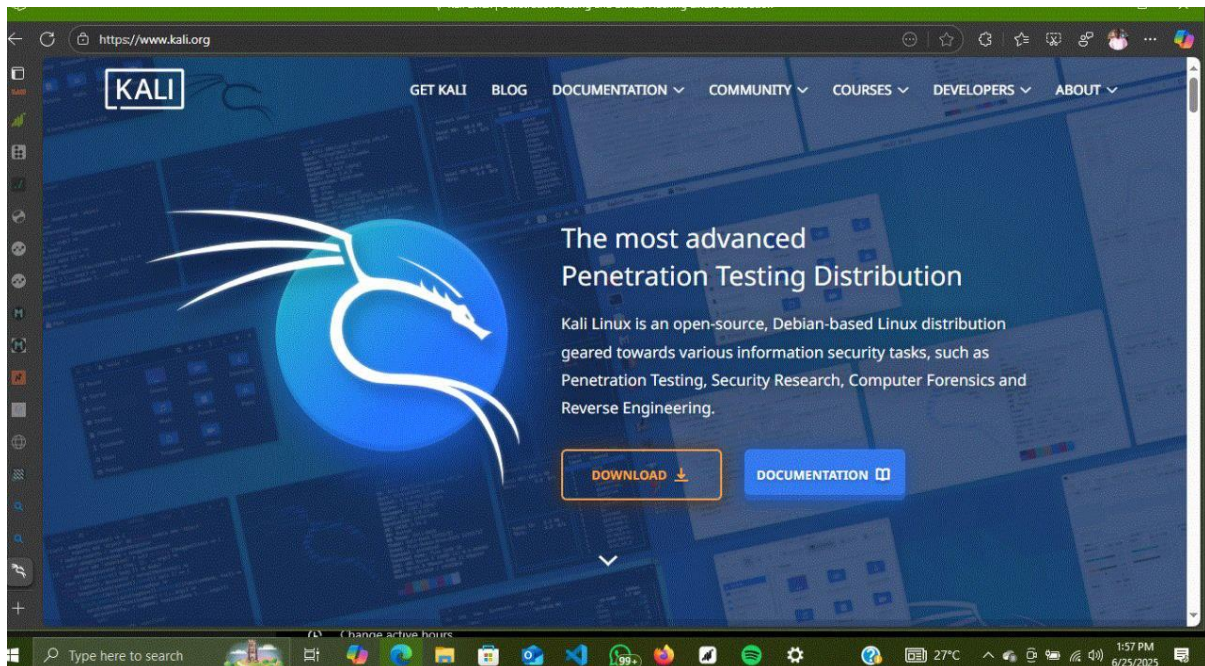 https://www.kali.org
KALI
GET KALI BLOG DOCUMENTATION COMMUNITY COURSES DEVELOPERS ABOUT
The most advanced
Penetration Testing Distribution
Kali Linux is an open-source, Debian-based Linux distribution
geared towards various information security tasks, such as
Penetration Testing, Security Research, Computer Forensics and
Reverse Engineering.
DOWNLOAD DOCUMENTATION
Change active hours
Type here to search 99+ 27°C 1:57 PM
6/25/2025